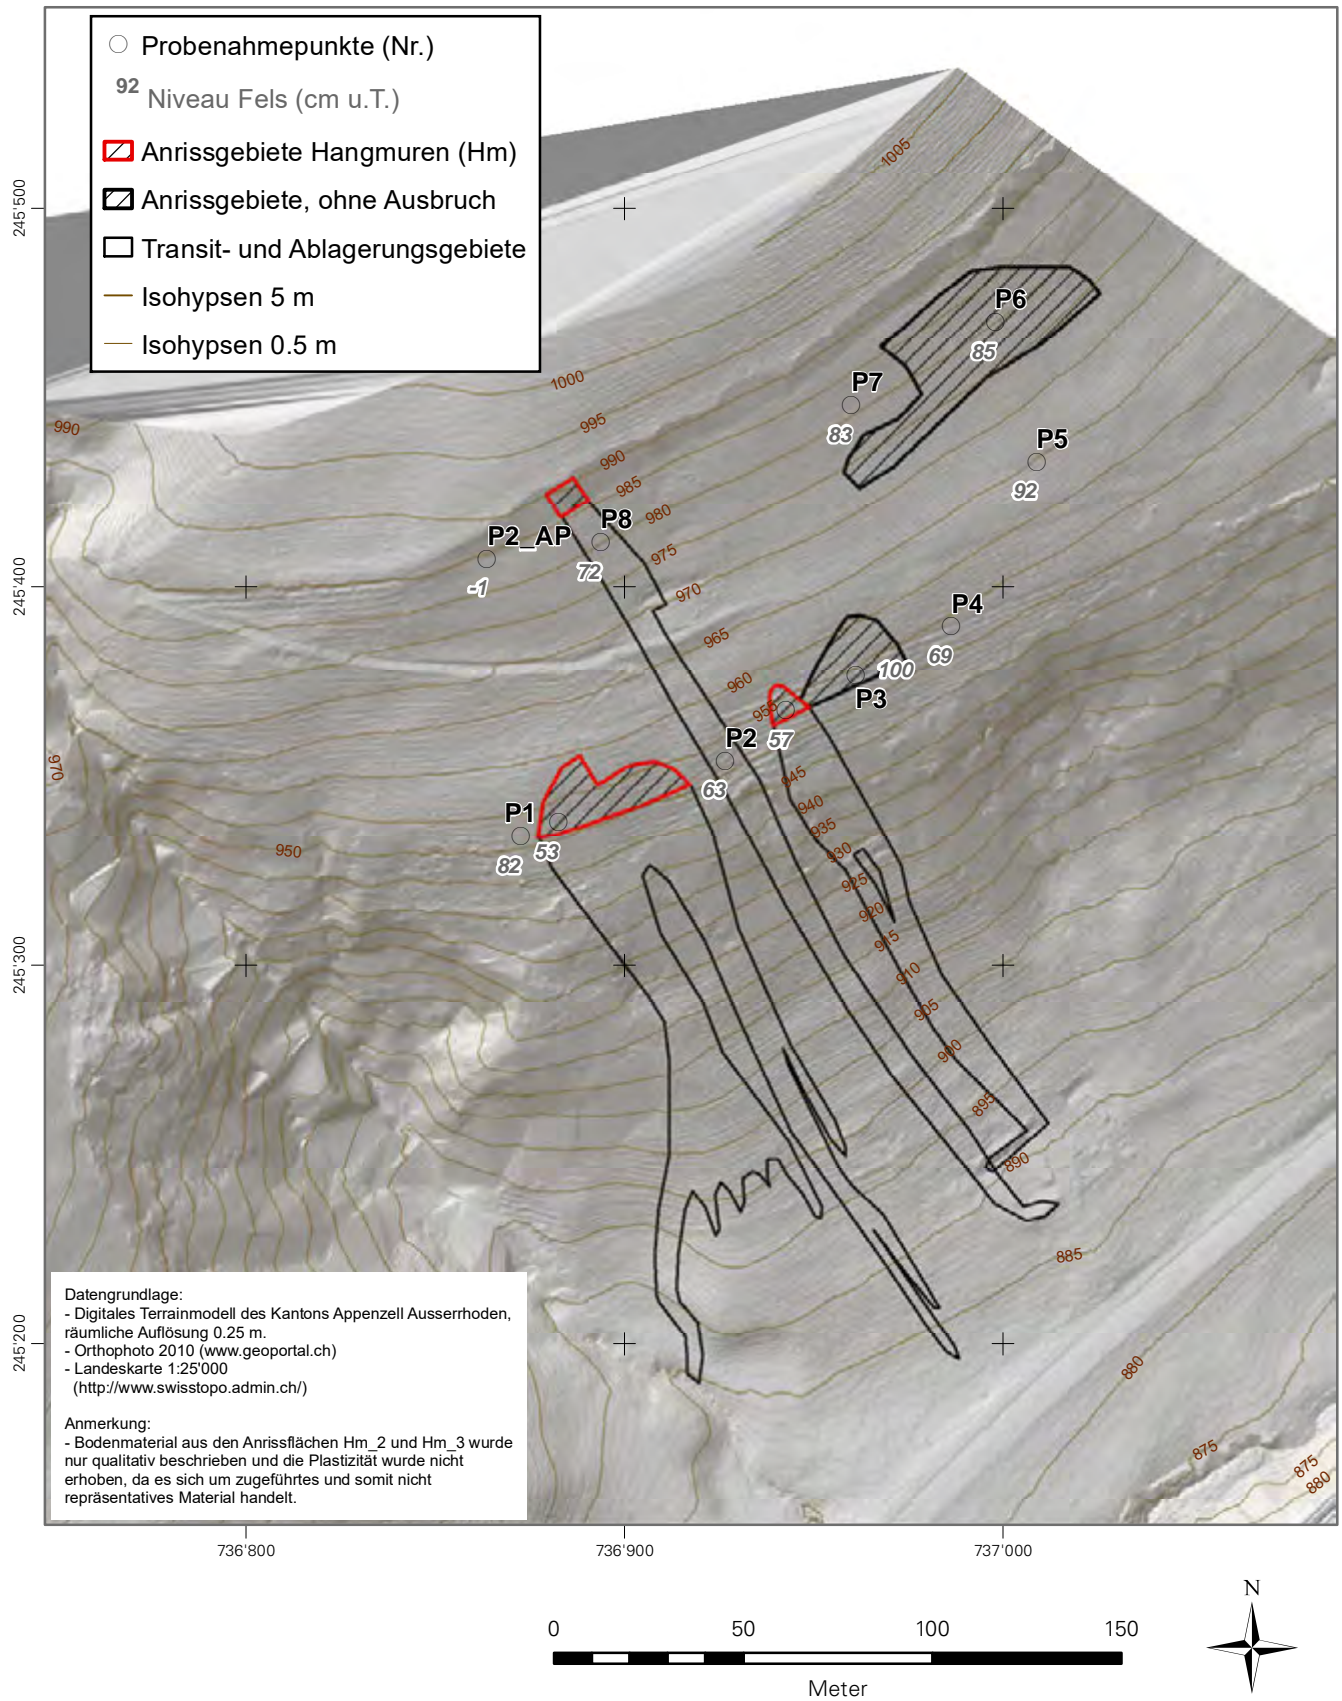 Probenahmepunkte (Nr.)
92 Niveau Fels (cm u.T.)
Anrissgebiete Hangmuren (Hm)
Anrissgebiete, ohne Ausbruch
Transit- und Ablagerungsgebiete
Isohypsen 5 m
Isohypsen 0.5 m
245'500
245'400
245'300
245'200
1005
1000
995
990
990
985
980
975
970
965
960
955
970
950
945
940
935
930
925
920
915
910
905
900
895
890
885
880
875
875
880
P6
85
P7
83
P5
92
P8
72
P2_AP
-1
P4
69
100
P3
57
P2
63
P1
82
53
Datengrundlage:
- Digitales Terrainmodell des Kantons Appenzell Ausserrhoden,
räumliche Auflösung 0.25 m.
- Orthophoto 2010 (www.geoportal.ch)
- Landeskarte 1:25'000
(http://www.swisstopo.admin.ch/)
Anmerkung:
- Bodenmaterial aus den Anrissflächen Hm_2 und Hm_3 wurde
nur qualitativ beschrieben und die Plastizität wurde nicht
erhoben, da es sich um zugeführtes und somit nicht
repräsentatives Material handelt.
736'800
736'900
737'000
0
50
100
150
Meter
N